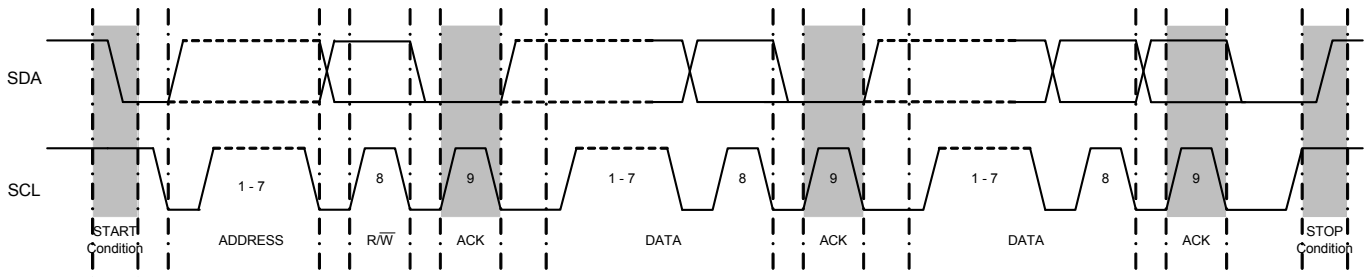 SDA
SCL
1 - 7
8
9
1 - 7
8
9
1 - 7
8
9
START
Condition
ADDRESS
R/W̅
ACK
DATA
ACK
DATA
ACK
STOP
Condition